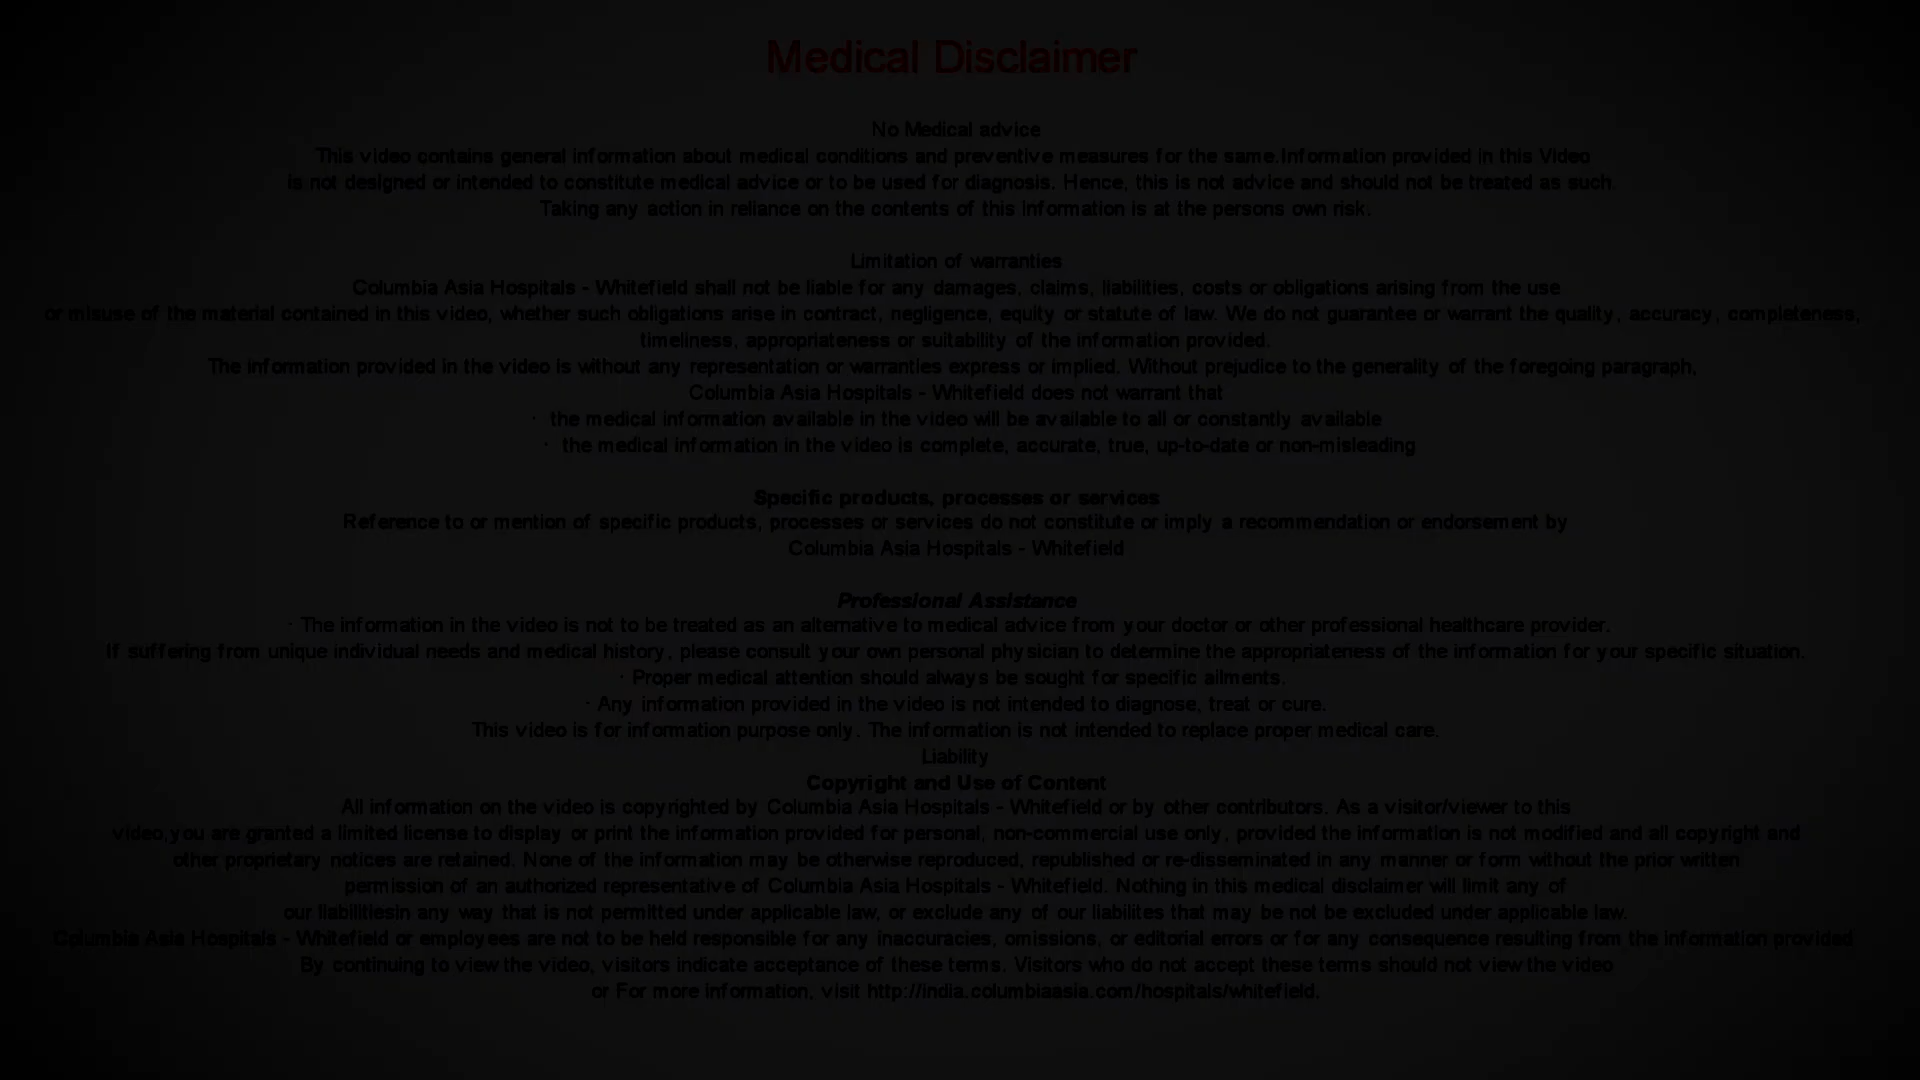 Medical Disclaimer
No Medical advice
This video contains general information about medical conditions and preventive measures for the same.Information provided in this Video
is not designed or intended to constitute medical advice or to be used for diagnosis. Hence, this is not advice and should not be treated as such.
Taking any action in reliance on the contents of this information is at the persons own risk.
Limitation of warranties
Columbia Asia Hospitals - Whitefield shall not be liable for any damages, claims, liabilities, costs or obligations arising from the use
or misuse of the material contained in this video, whether such obligations arise in contract, negligence, equity or statute of law. We do not guarantee or warrant the quality, accuracy, completeness,
timeliness, appropriateness or suitability of the information provided.
The information provided in the video is without any representation or warranties express or implied. Without prejudice to the generality of the foregoing paragraph,
Columbia Asia Hospitals - Whitefield does not warrant that
· the medical information available in the video will be available to all or constantly available
· the medical information in the video is complete, accurate, true, up-to-date or non-misleading
Specific products, processes or services
Reference to or mention of specific products, processes or services do not constitute or imply a recommendation or endorsement by
Columbia Asia Hospitals - Whitefield
Professional Assistance
· The information in the video is not to be treated as an alternative to medical advice from your doctor or other professional healthcare provider.
If suffering from unique individual needs and medical history, please consult your own personal physician to determine the appropriateness of the information for your specific situation.
· Proper medical attention should always be sought for specific ailments.
· Any information provided in the video is not intended to diagnose, treat or cure.
This video is for information purpose only. The information is not intended to replace proper medical care.
Liability
Copyright and Use of Content
All information on the video is copyrighted by Columbia Asia Hospitals - Whitefield or by other contributors. As a visitor/viewer to this
video,you are granted a limited license to display or print the information provided for personal, non-commercial use only, provided the information is not modified and all copyright and
other proprietary notices are retained. None of the information may be otherwise reproduced, republished or re-disseminated in any manner or form without the prior written
permission of an authorized representative of Columbia Asia Hospitals - Whitefield. Nothing in this medical disclaimer will limit any of
our liabilitiesin any way that is not permitted under applicable law, or exclude any of our liabilites that may be not be excluded under applicable law.
Columbia Asia Hospitals - Whitefield or employees are not to be held responsible for any inaccuracies, omissions, or editorial errors or for any consequence resulting from the information provided
By continuing to view the video, visitors indicate acceptance of these terms. Visitors who do not accept these terms should not view the video
or For more information, visit http://india.columbiaasia.com/hospitals/whitefield.